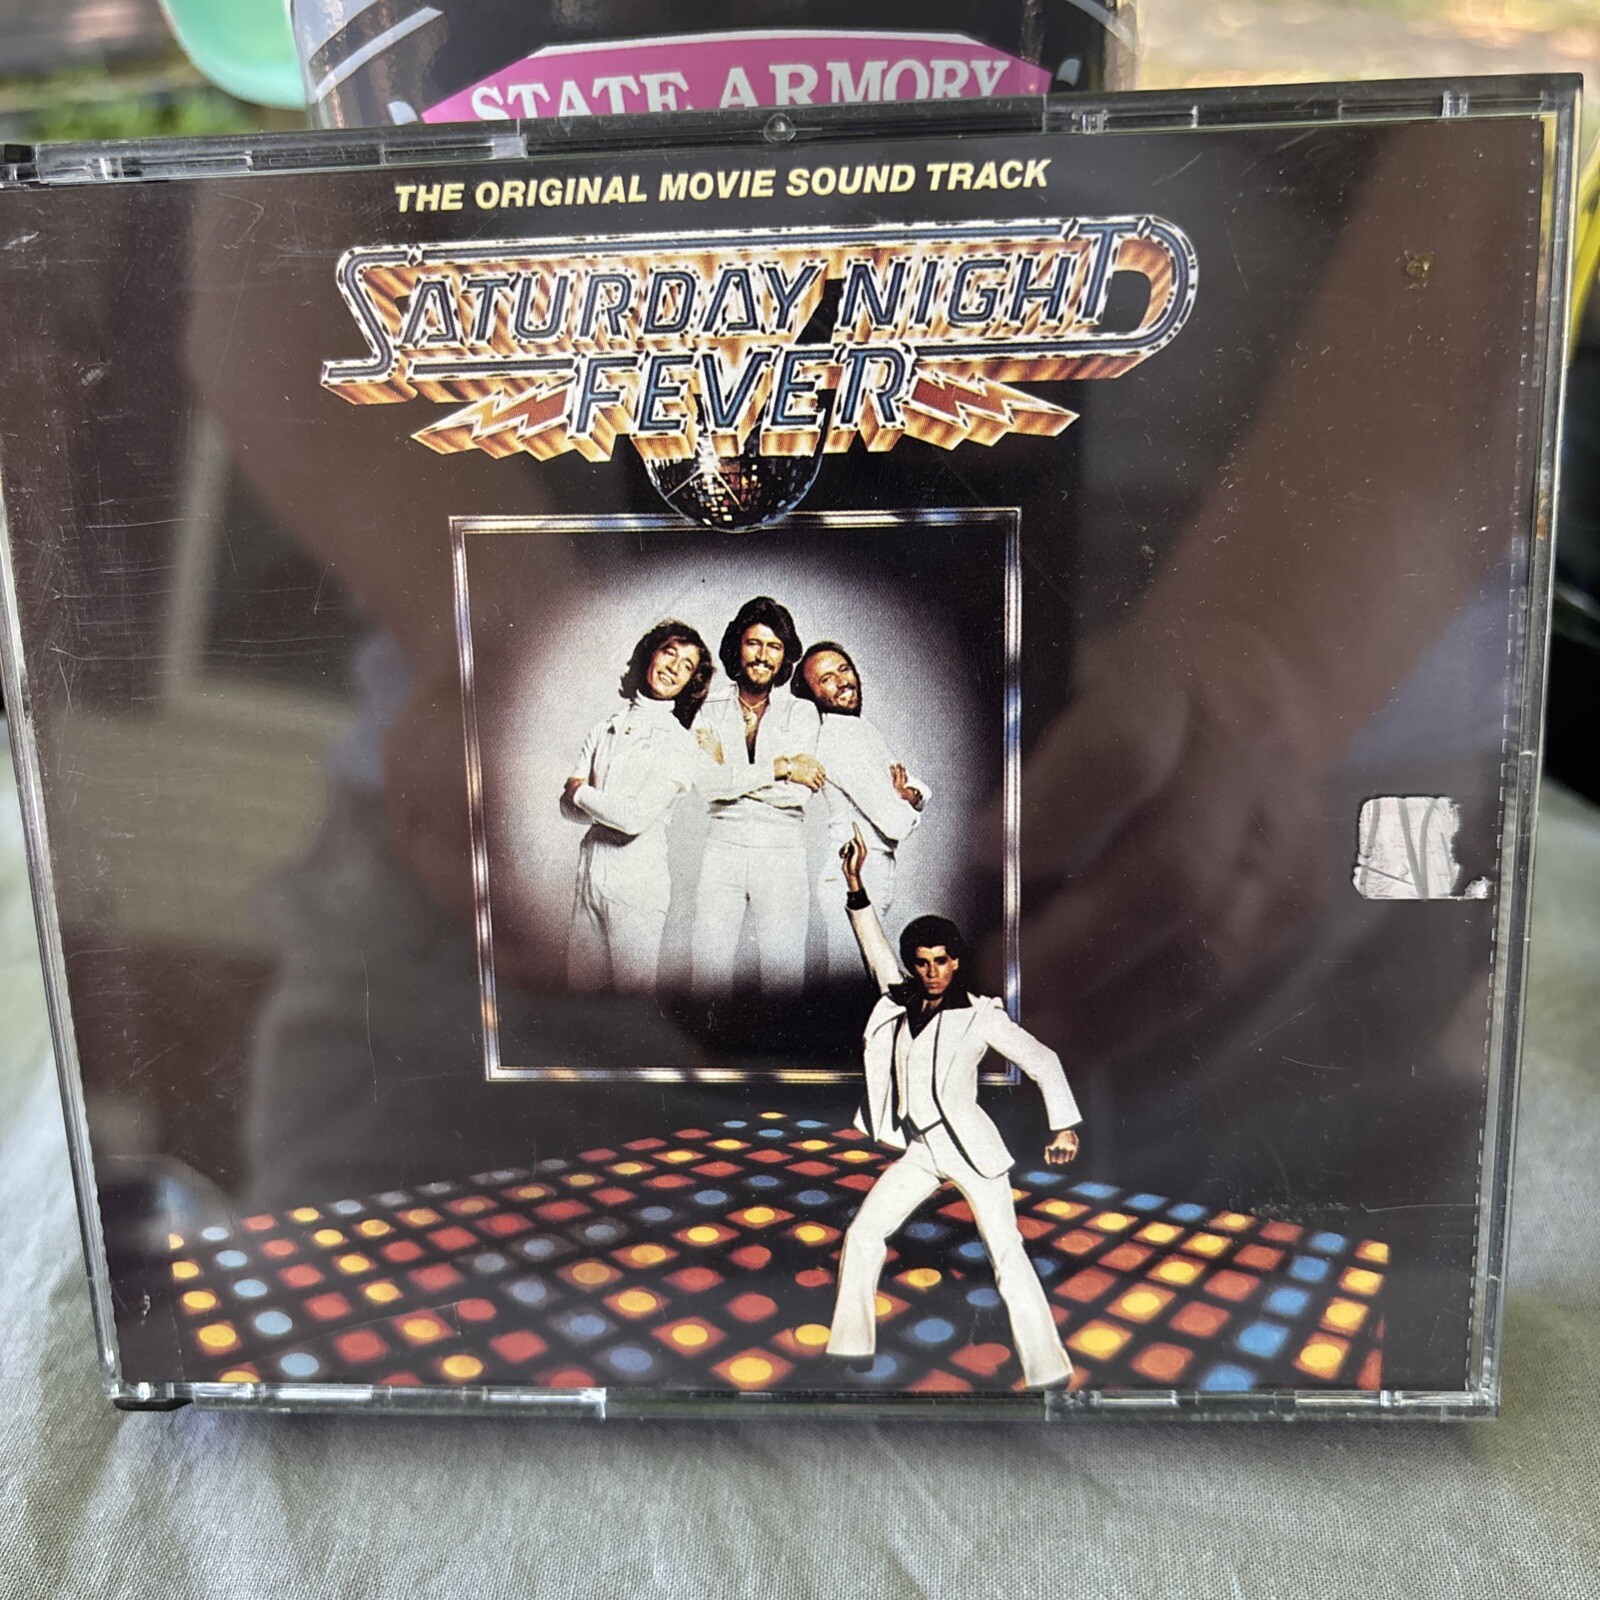 STATE ARMORY
THE ORIGINAL MOVIE SOUND TRACK
SATURDAY NIGHT
FEVER